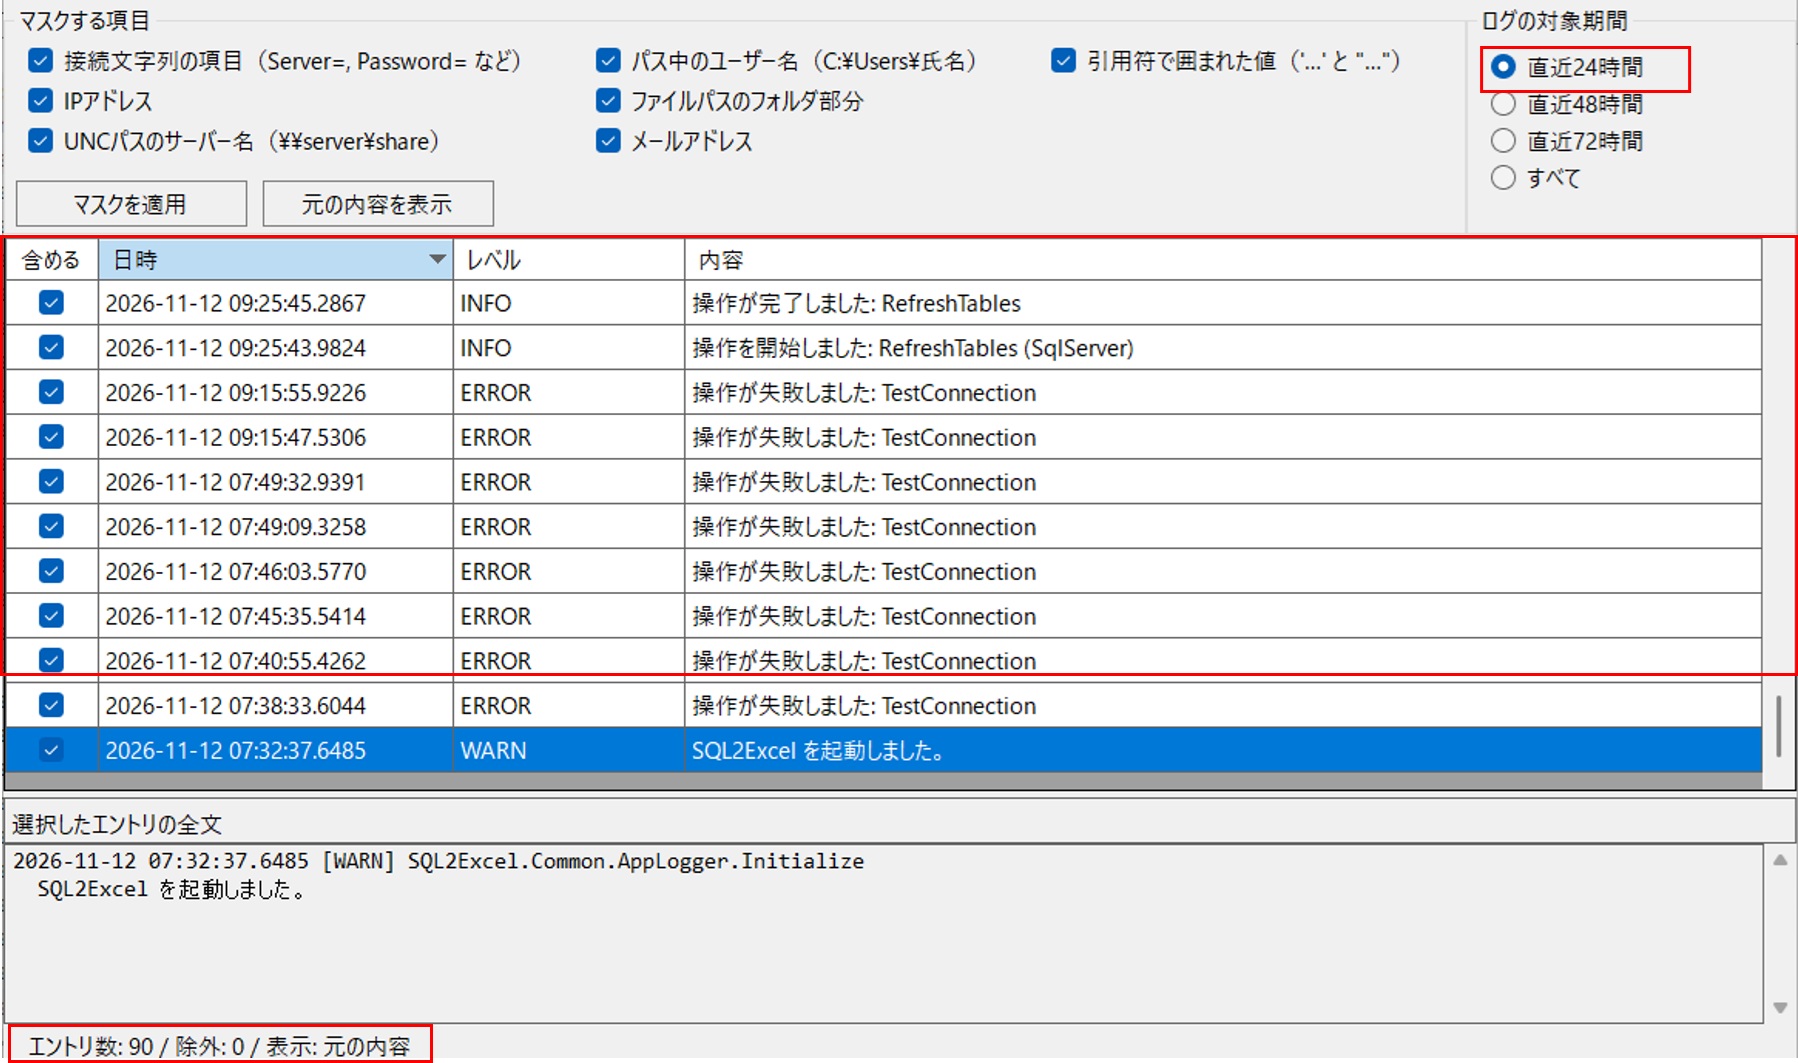 マスクする項目
ログの対象期間
接続文字列の項目（Server=, Password= など）
パス中のユーザー名（C:¥Users¥氏名）
引用符で囲まれた値（'...' と "..."）
直近24時間
IPアドレス
ファイルパスのフォルダ部分
直近48時間
UNCパスのサーバー名（¥¥server¥share）
メールアドレス
直近72時間
すべて
マスクを適用
元の内容を表示
含める 日時 レベル 内容
2026-11-12 09:25:45.2867 INFO 操作が完了しました: RefreshTables
2026-11-12 09:25:43.9824 INFO 操作を開始しました: RefreshTables (SqlServer)
2026-11-12 09:15:55.9226 ERROR 操作が失敗しました: TestConnection
2026-11-12 09:15:47.5306 ERROR 操作が失敗しました: TestConnection
2026-11-12 07:49:32.9391 ERROR 操作が失敗しました: TestConnection
2026-11-12 07:49:09.3258 ERROR 操作が失敗しました: TestConnection
2026-11-12 07:46:03.5770 ERROR 操作が失敗しました: TestConnection
2026-11-12 07:45:35.5414 ERROR 操作が失敗しました: TestConnection
2026-11-12 07:40:55.4262 ERROR 操作が失敗しました: TestConnection
2026-11-12 07:38:33.6044 ERROR 操作が失敗しました: TestConnection
2026-11-12 07:32:37.6485 WARN SQL2Excel を起動しました。
選択したエントリの全文
2026-11-12 07:32:37.6485 [WARN] SQL2Excel.Common.AppLogger.Initialize
SQL2Excel を起動しました。
エントリ数: 90 / 除外: 0 / 表示: 元の内容